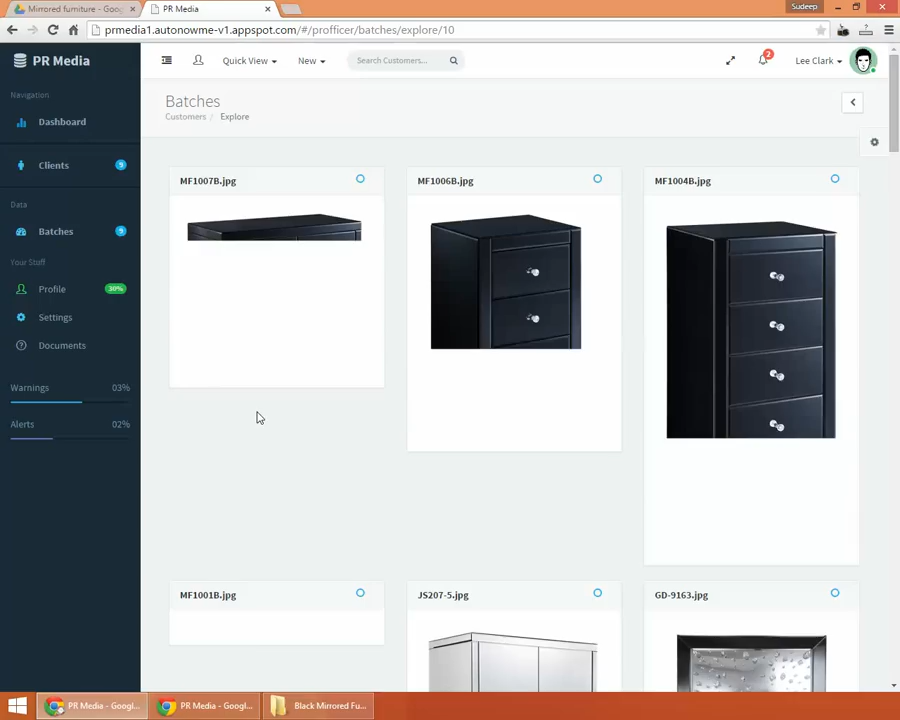 Mirrored furniture - Goog
PR Media
Sudeep
prmedia1.autonowme-v1.appspot.com/#/profficer/batches/explore/10
PR Media
Quick View
New
Search Customers...
2
Lee Clark
Navigation
Dashboard
Clients
9
Data
Batches
9
Your Stuff
Profile
30%
Settings
Documents
Warnings
03%
Alerts
02%
Batches
Customers / Explore
MF1007B.jpg
MF1006B.jpg
MF1004B.jpg
MF1001B.jpg
JS207-5.jpg
GD-9163.jpg
PR Media - Googl...
PR Media - Googl...
Black Mirrored Fu...